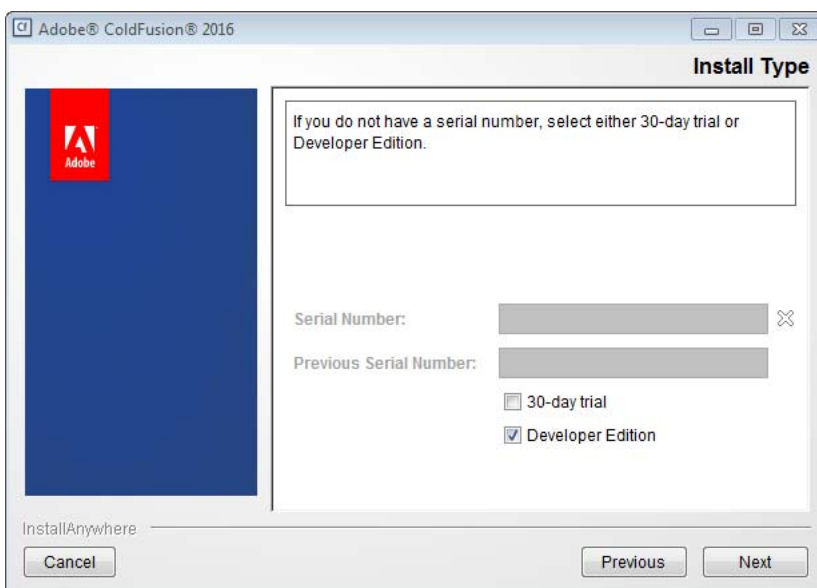 Adobe® ColdFusion® 2016
Install Type
Adobe
If you do not have a serial number, select either 30-day trial or
Developer Edition.
Serial Number:
Previous Serial Number:
30-day trial
Developer Edition
InstallAnywhere
Cancel
Previous
Next